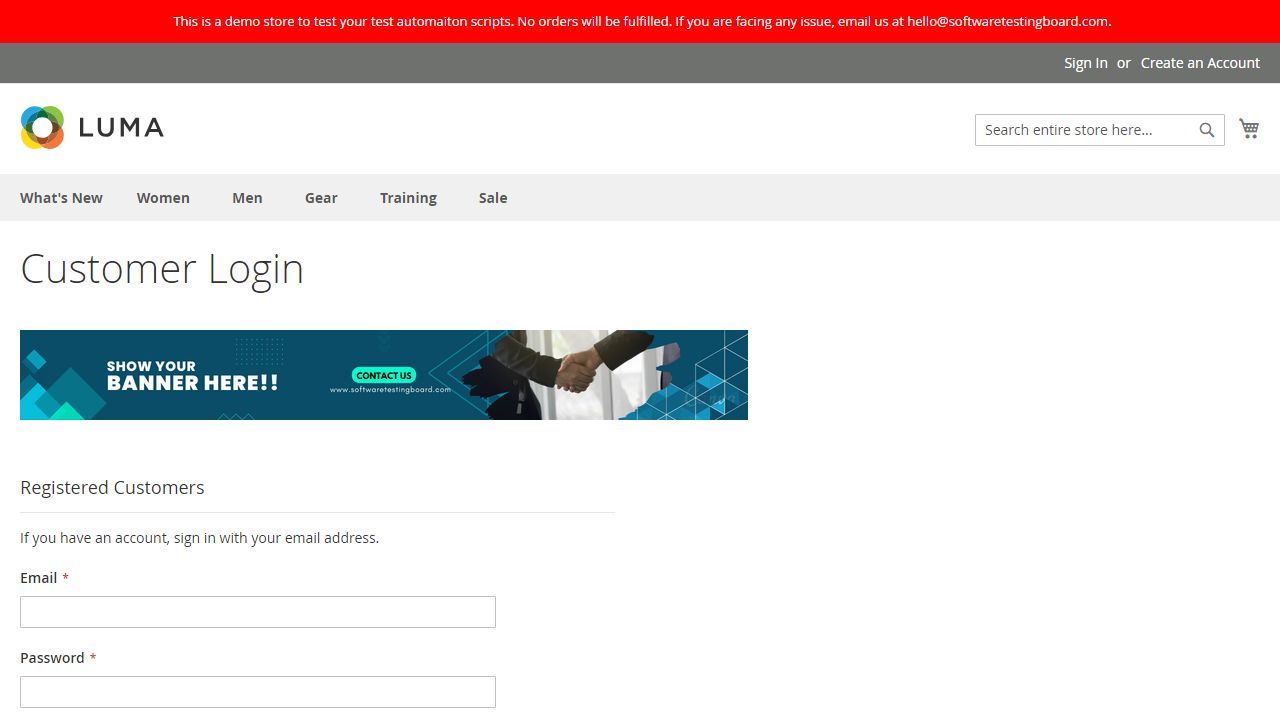 This is a demo store to test your test automaiton scripts. No orders will be fulfilled. If you are facing any issue, email us at hello@softwaretestingboard.com.
Sign In or Create an Account
LUMA
Search entire store here...
What's New Women Men Gear Training Sale
Customer Login
SHOW YOUR
BANNER HERE!!
CONTACT US
www.softwaretestingboard.com
Registered Customers
If you have an account, sign in with your email address.
Email *
Password *